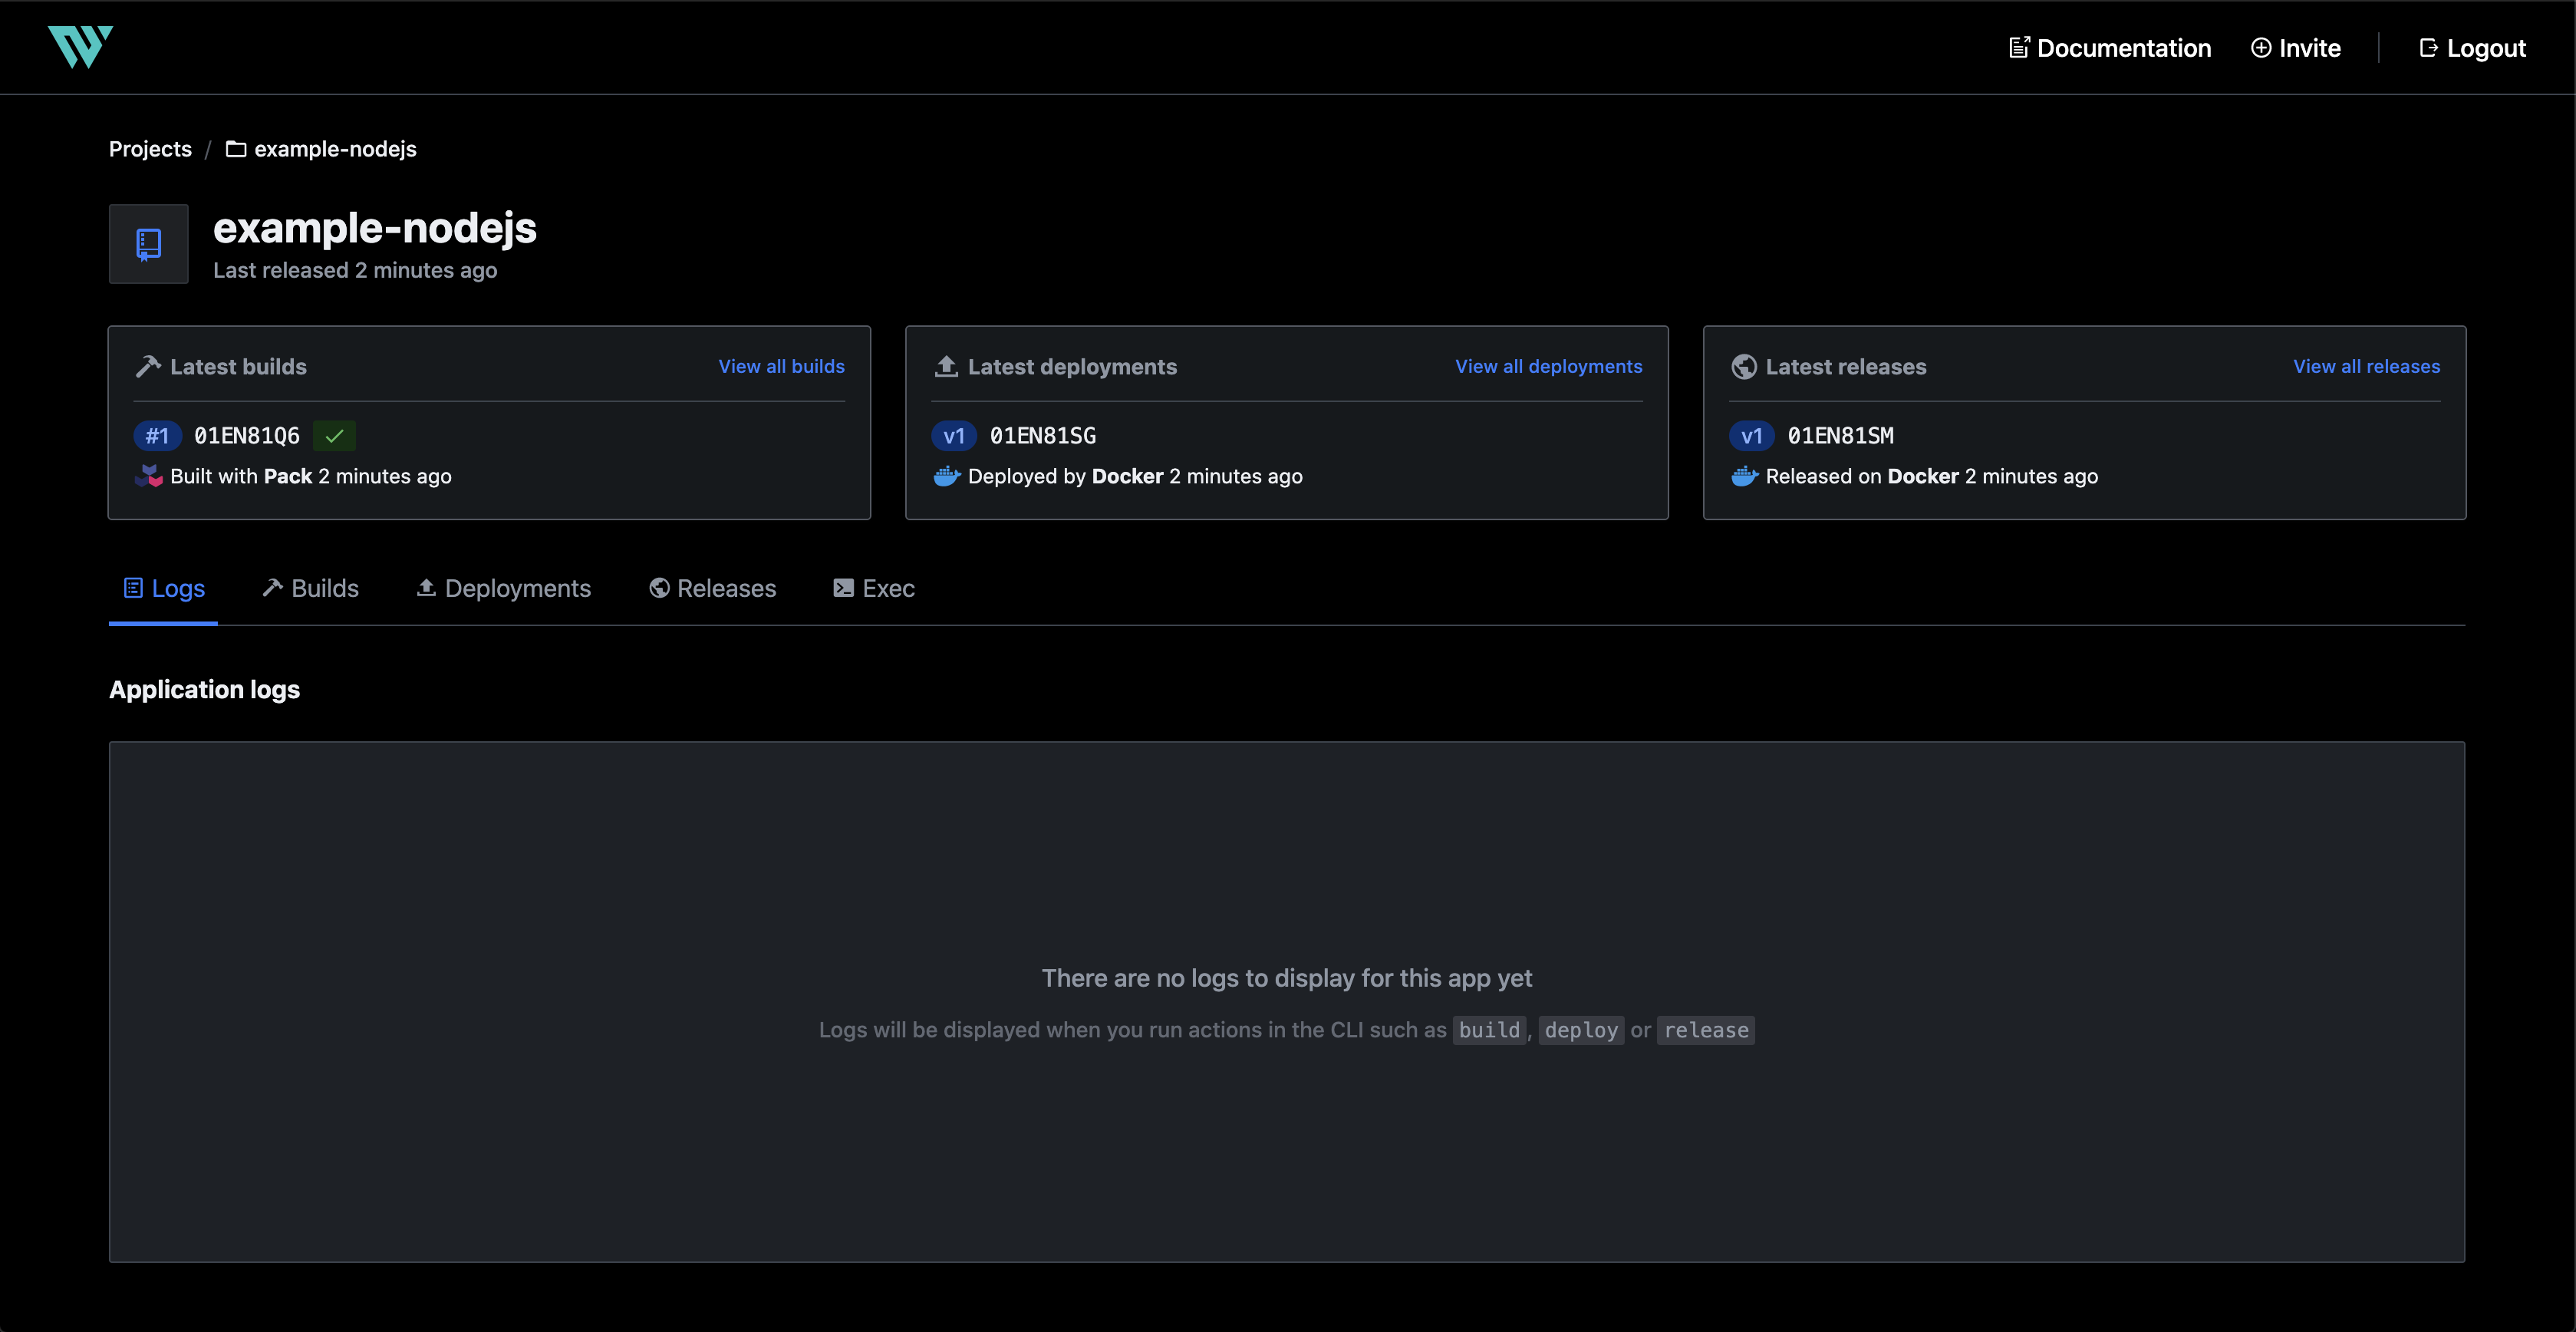 Documentation
Invite
Logout
Projects / example-nodejs
example-nodejs
Last released 2 minutes ago
Latest builds
View all builds
#1 01EN81Q6
Built with Pack 2 minutes ago
Latest deployments
View all deployments
v1 01EN81SG
Deployed by Docker 2 minutes ago
Latest releases
View all releases
v1 01EN81SM
Released on Docker 2 minutes ago
Logs
Builds
Deployments
Releases
Exec
Application logs
There are no logs to display for this app yet
Logs will be displayed when you run actions in the CLI such as build, deploy or release